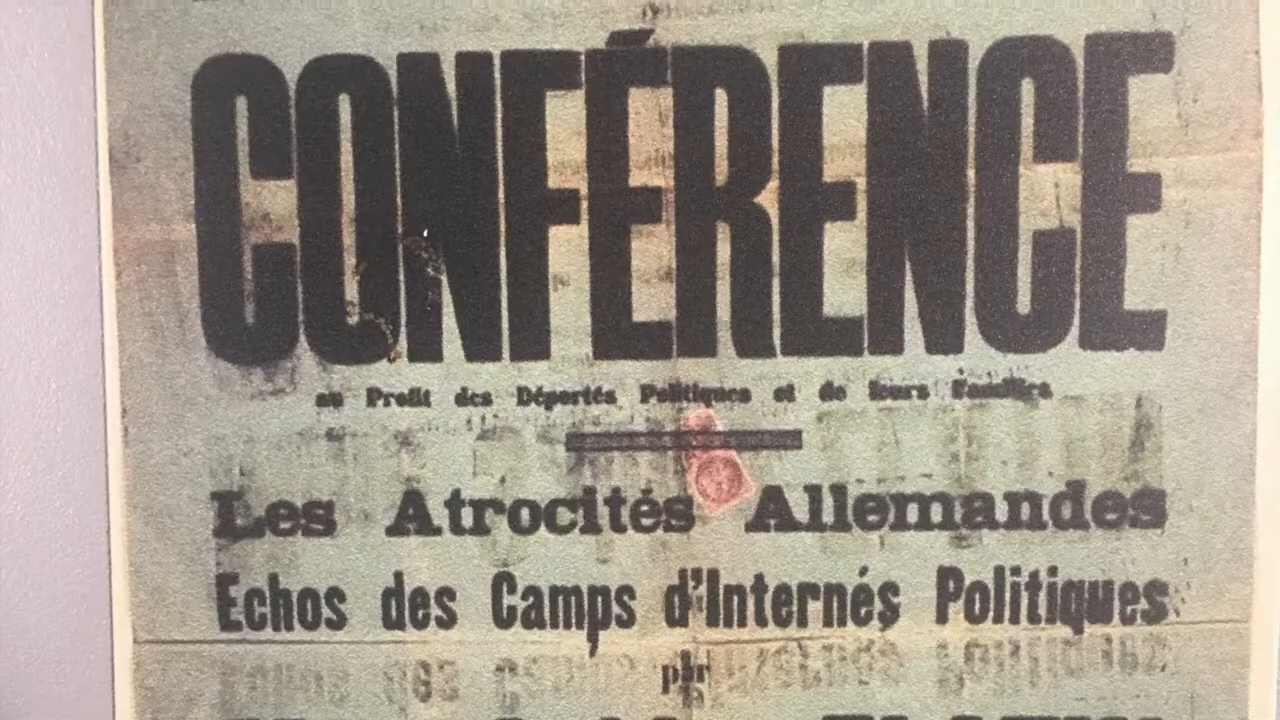 CONFÉRENCE
au Profit des Déportés Politiques et de leurs Familles
Les Atrocités Allemandes
Echos des Camps d'Internés Politiques
par